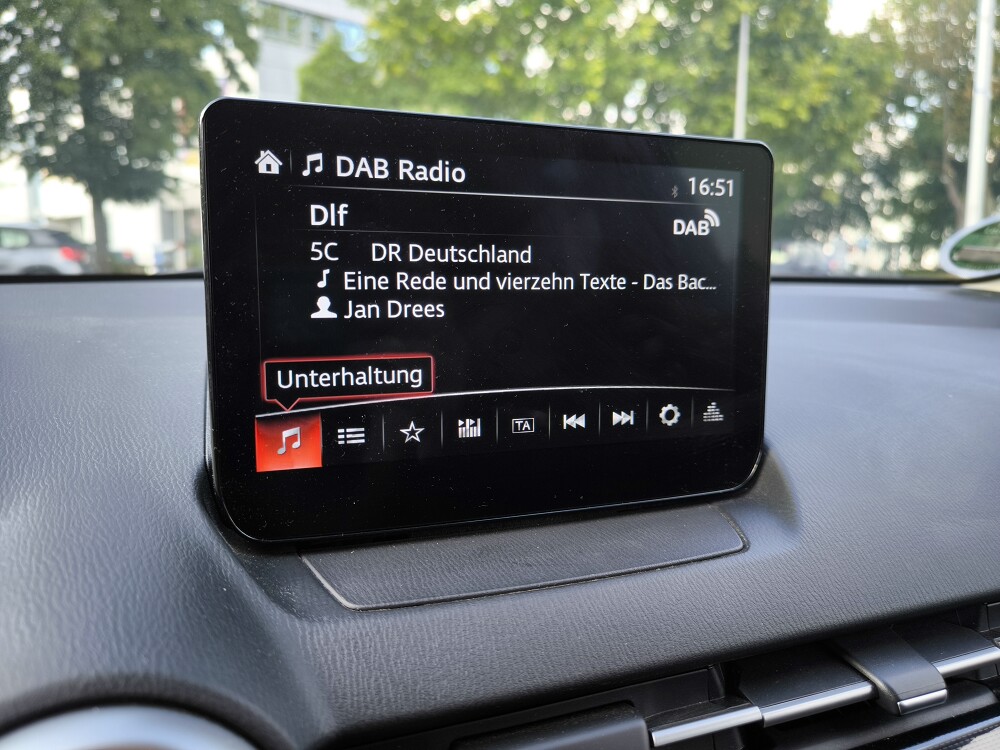 DAB Radio
16:51
Dlf
DAB
5C DR Deutschland
Eine Rede und vierzehn Texte - Das Bac...
Jan Drees
Unterhaltung
TA